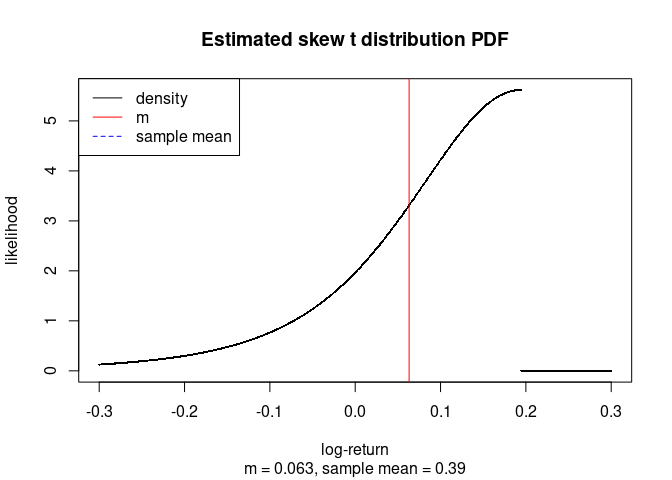 Estimated skew t distribution PDF
density
m
sample mean
likelihood
5
4
3
2
1
0
-0.3 -0.2 -0.1 0.0 0.1 0.2 0.3
log-return
m = 0.063, sample mean = 0.39